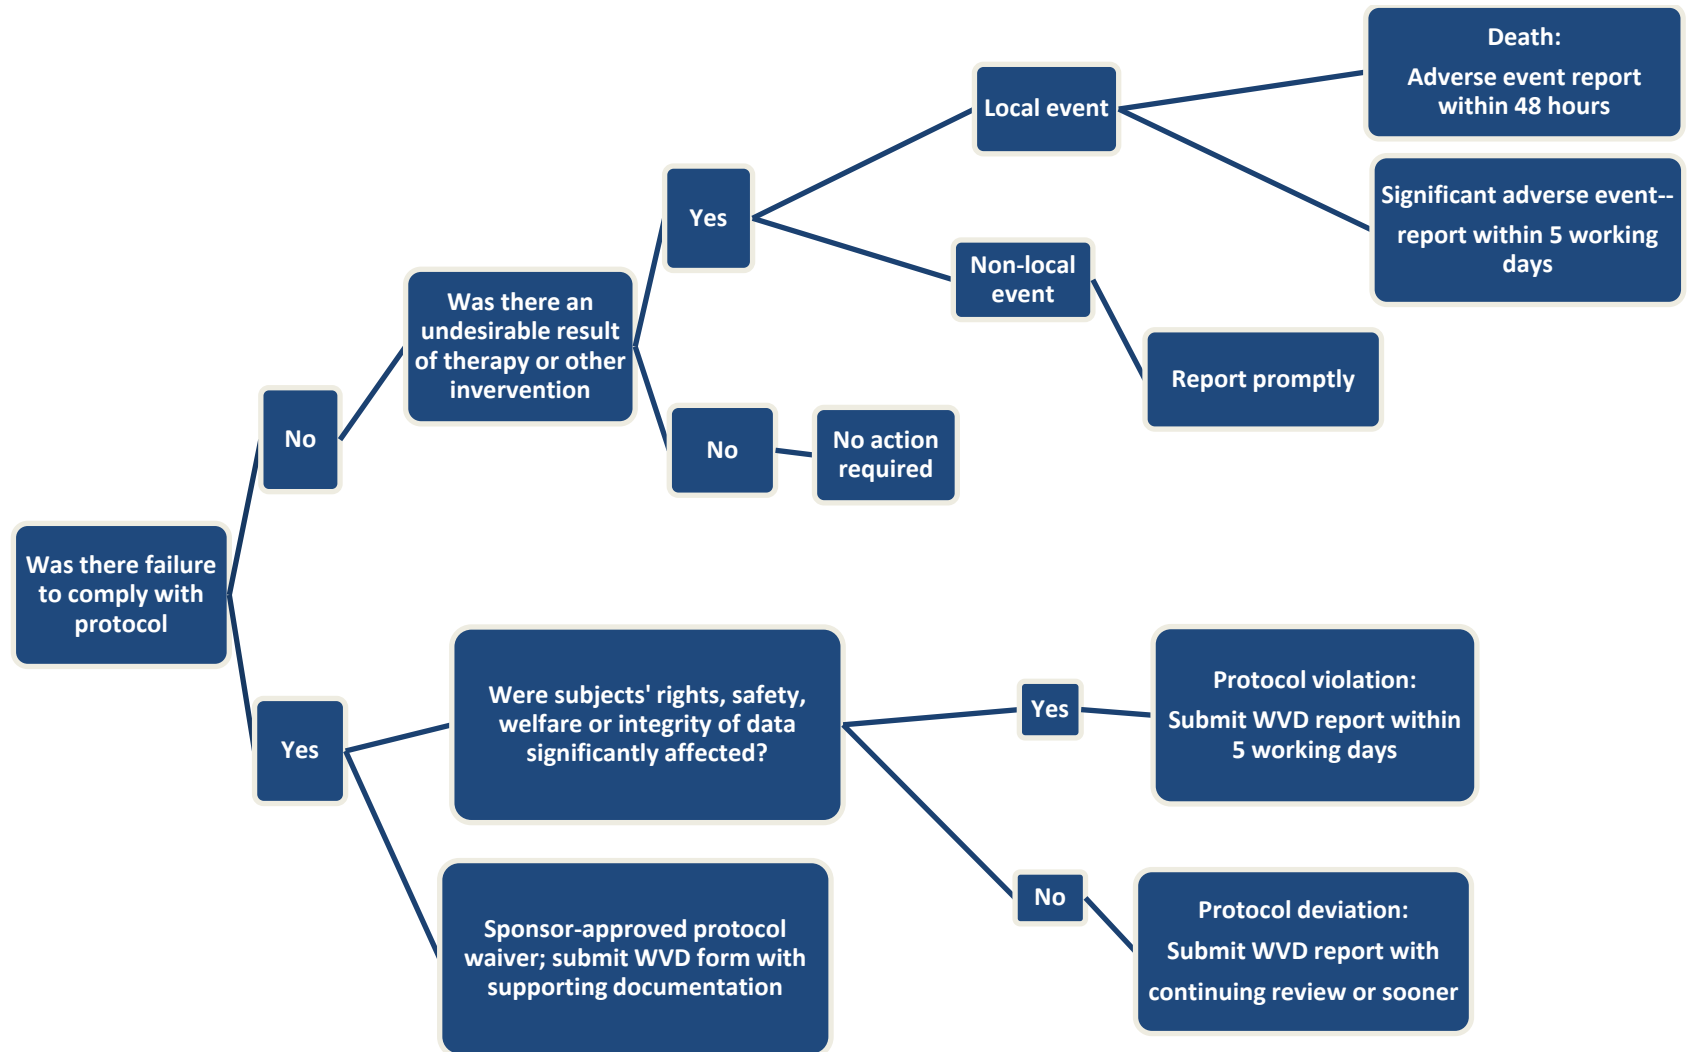 Death:
Adverse event report
within 48 hours
Local event
Significant adverse event--
report within 5 working
days
Yes
Non-local
event
Was there an
undesirable result
of therapy or other
invervention
Report promptly
No
No
No action
required
Was there failure
to comply with
protocol
Were subjects' rights, safety,
welfare or integrity of data
significantly affected?
Yes
Protocol violation:
Submit WVD report within
5 working days
Yes
No
Protocol deviation:
Submit WVD report with
continuing review or sooner
Sponsor-approved protocol
waiver; submit WVD form with
supporting documentation